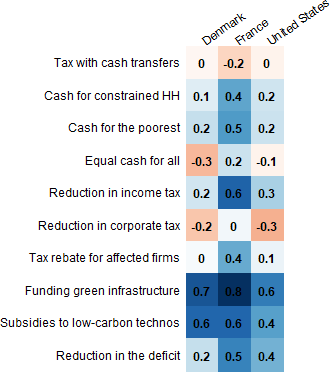 Denmark France United States
Tax with cash transfers 0 -0.2 0
Cash for constrained HH 0.1 0.4 0.2
Cash for the poorest 0.2 0.5 0.2
Equal cash for all -0.3 0.2 -0.1
Reduction in income tax 0.2 0.6 0.3
Reduction in corporate tax -0.2 0 -0.3
Tax rebate for affected firms 0 0.4 0.1
Funding green infrastructure 0.7 0.8 0.6
Subsidies to low-carbon technos 0.6 0.6 0.4
Reduction in the deficit 0.2 0.5 0.4